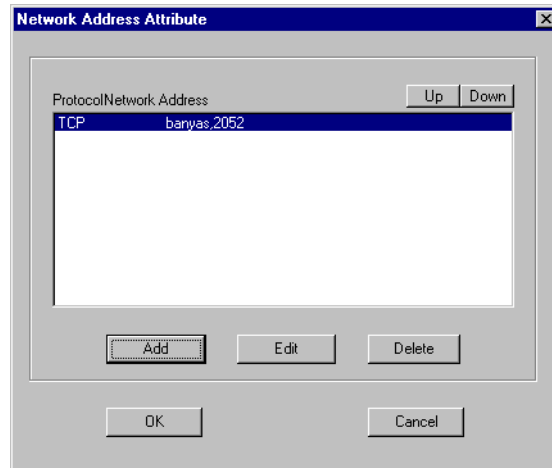 Network Address Attribute
ProtocolNetwork Address Up Down
TCP banyas,2052
Add Edit Delete
OK Cancel